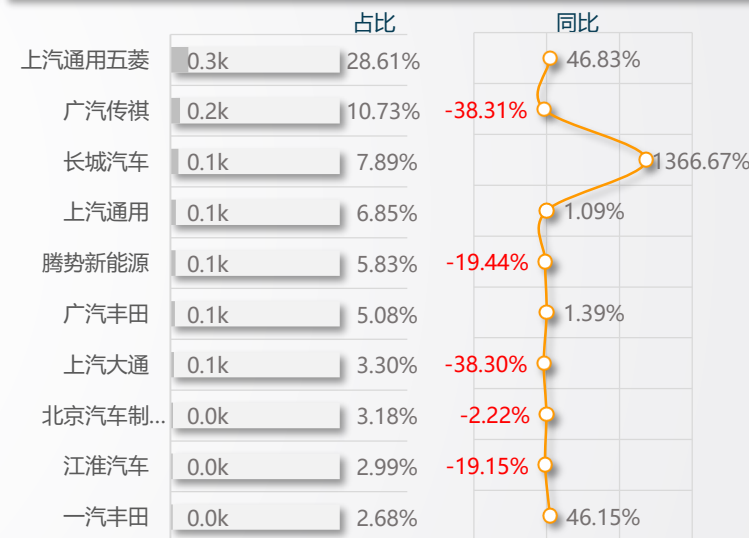 占比 同比
上汽通用五菱 0.3k 28.61% 46.83%
广汽传祺 0.2k 10.73% -38.31%
长城汽车 0.1k 7.89% 1366.67%
上汽通用 0.1k 6.85% 1.09%
腾势新能源 0.1k 5.83% -19.44%
广汽丰田 0.1k 5.08% 1.39%
上汽大通 0.1k 3.30% -38.30%
北京汽车制... 0.0k 3.18% -2.22%
江淮汽车 0.0k 2.99% -19.15%
一汽丰田 0.0k 2.68% 46.15%